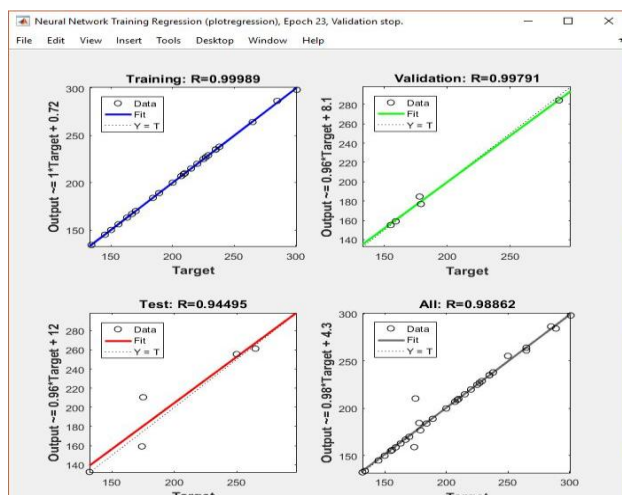 Neural Network Training Regression (plotregression), Epoch 23, Validation stop.
File Edit View Insert Tools Desktop Window Help
Training: R=0.99989
Output ~= 1*Target + 0.72
300
250
200
150
Data
Fit
Y = T
150 200 250 300
Target
Validation: R=0.99791
Output ~= 0.96*Target + 8.1
280
260
240
220
200
180
160
140
Data
Fit
Y = T
150 200 250
Target
Test: R=0.94495
Output ~= 0.96*Target + 12
280
260
240
220
200
180
160
140
Data
Fit
Y = T
150 200 250
Target
All: R=0.98862
Output ~= 0.98*Target + 4.3
300
250
200
150
Data
Fit
Y = T
150 200 250 300
Target